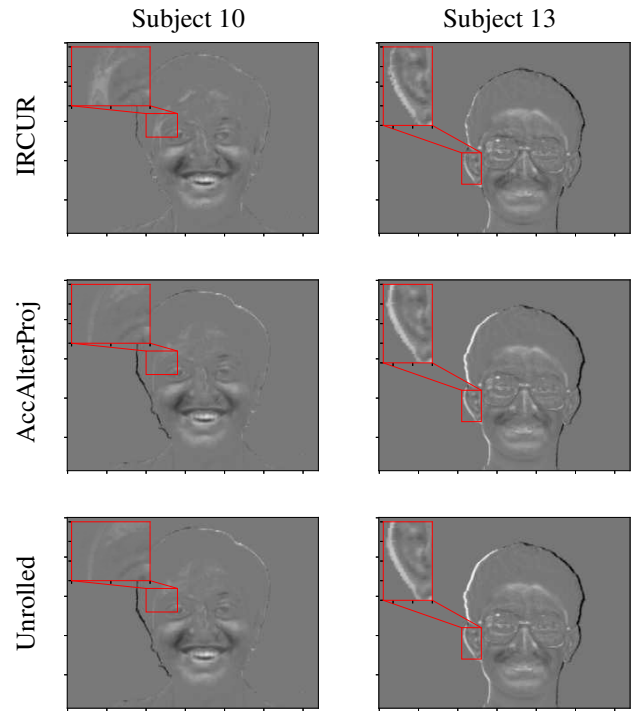 Subject 10
Subject 13
IRCUR
AccAlterProj
Unrolled